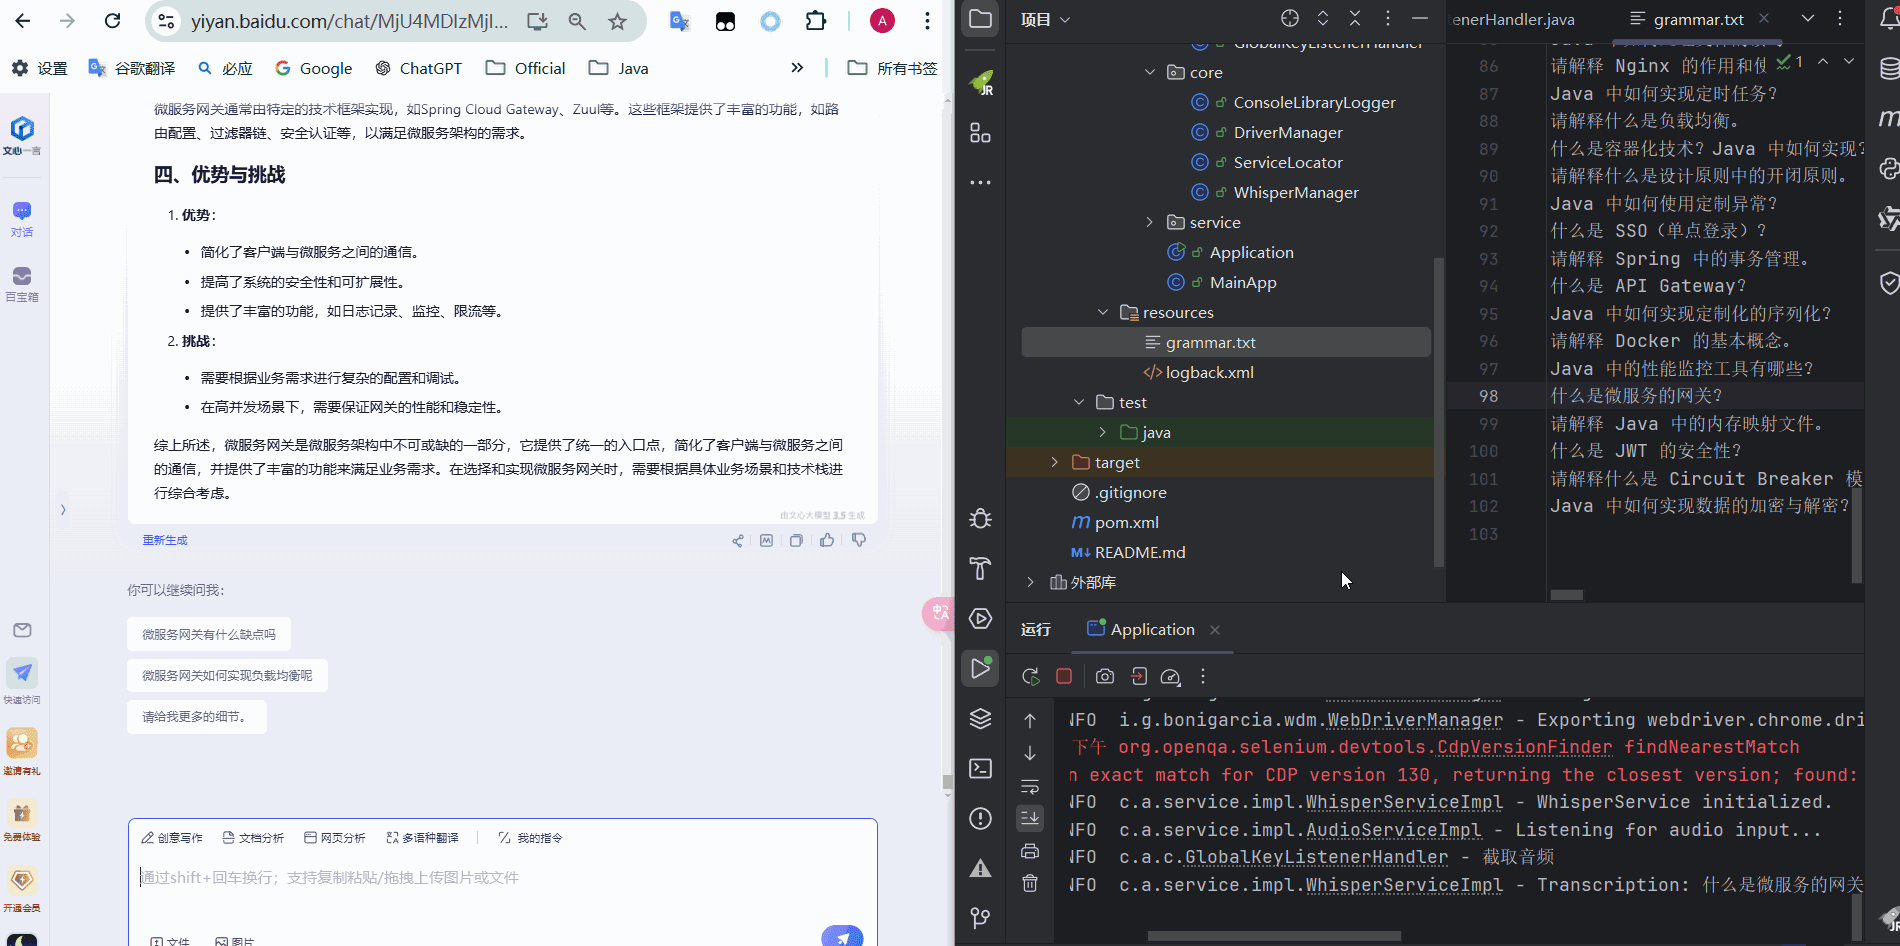 yiyan.baidu.com/chat/MjU4MDIzMjI...
A
设置
谷歌翻译
必应
Google
ChatGPT
Official
Java
所有书签
文心一言
对话
百宝箱
快速访问
邀请有礼
免费体验
开通会员
微服务网关通常由特定的技术框架实现，如Spring Cloud Gateway、Zuul等。这些框架提供了丰富的功能，如路
由配置、过滤器链、安全认证等，以满足微服务架构的需求。
四、优势与挑战
1. 优势：
• 简化了客户端与微服务之间的通信。
• 提高了系统的安全性和可扩展性。
• 提供了丰富的功能，如日志记录、监控、限流等。
2. 挑战：
• 需要根据业务需求进行复杂的配置和调试。
• 在高并发场景下，需要保证网关的性能和稳定性。
综上所述，微服务网关是微服务架构中不可或缺的一部分，它提供了统一的入口点，简化了客户端与微服务之间
的通信，并提供了丰富的功能来满足业务需求。在选择和实现微服务网关时，需要根据具体业务场景和技术栈进
行综合考虑。
由文心大模型 3.5 生成
重新生成
你可以继续问我：
微服务网关有什么缺点吗
微服务网关如何实现负载均衡呢
请给我更多的细节。
创意写作
文档分析
网页分析
多语种翻译
我的指令
通过shift+回车换行；支持复制粘贴/拖拽上传图片或文件
文件
图片
项目
GlobalKeyListenerHandler
core
ConsoleLibraryLogger
DriverManager
ServiceLocator
WhisperManager
service
Application
MainApp
resources
grammar.txt
logback.xml
test
java
target
.gitignore
pom.xml
README.md
外部库
enerHandler.java
grammar.txt
1
86 请解释 Nginx 的作用和使
87 Java 中如何实现定时任务？
88 请解释什么是负载均衡。
89 什么是容器化技术？Java 中如何实现？
90 请解释什么是设计原则中的开闭原则。
91 Java 中如何使用定制异常？
92 什么是 SSO（单点登录）？
93 请解释 Spring 中的事务管理。
94 什么是 API Gateway？
95 Java 中如何实现定制化的序列化？
96 请解释 Docker 的基本概念。
97 Java 中的性能监控工具有哪些？
98 什么是微服务的网关？
99 请解释 Java 中的内存映射文件。
100 什么是 JWT 的安全性？
101 请解释什么是 Circuit Breaker 模
102 Java 中如何实现数据的加密与解密？
103
运行
Application
NFO i.g.bonigarcia.wdm.WebDriverManager - Exporting webdriver.chrome.dri
下午 org.openqa.selenium.devtools.CdpVersionFinder findNearestMatch
n exact match for CDP version 130, returning the closest version; found:
NFO c.a.service.impl.WhisperServiceImpl - WhisperService initialized.
NFO c.a.service.impl.AudioServiceImpl - Listening for audio input...
NFO c.a.c.GlobalKeyListenerHandler - 截取音频
NFO c.a.service.impl.WhisperServiceImpl - Transcription: 什么是微服务的网关